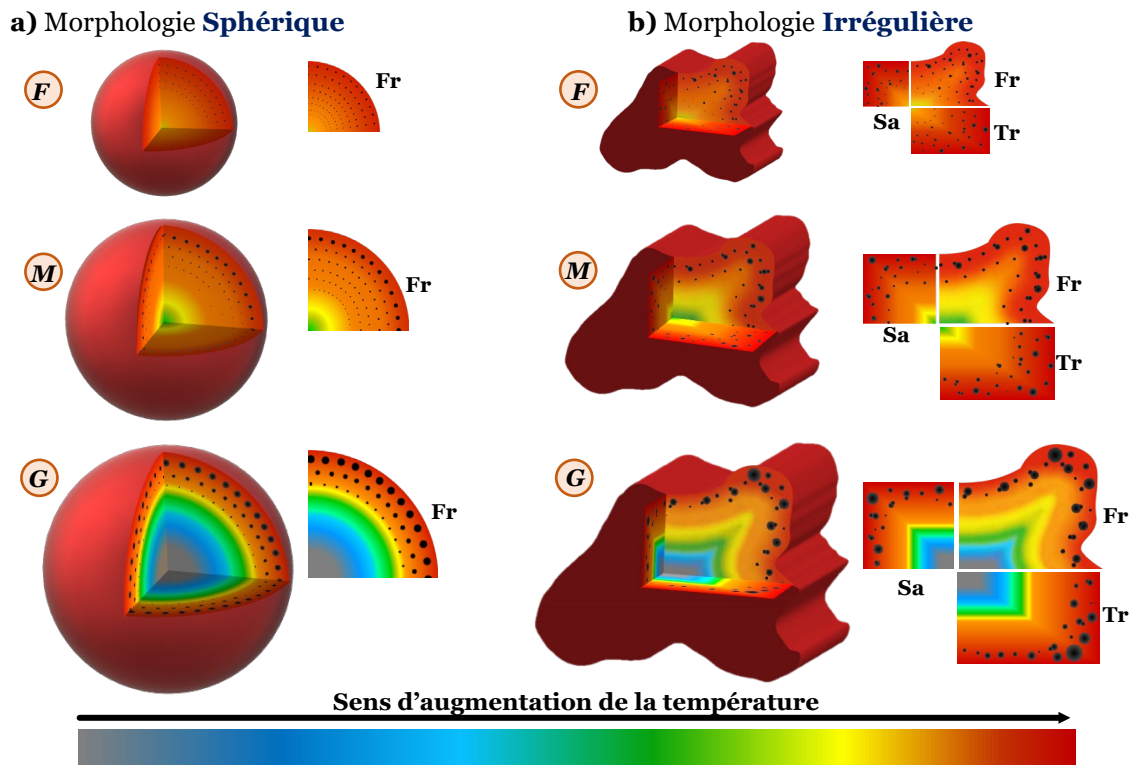 a) Morphologie Sphérique
b) Morphologie Irrégulière
F
Fr
F
Fr
Sa
Tr
M
Fr
M
Fr
Sa
Tr
G
Fr
G
Fr
Sa
Tr
Sens d’augmentation de la température